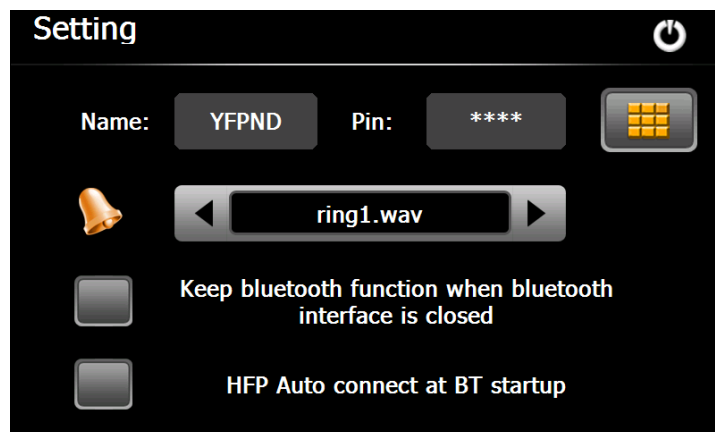 Setting
Name: YFPND Pin: ****
ring1.wav
Keep bluetooth function when bluetooth
interface is closed
HFP Auto connect at BT startup